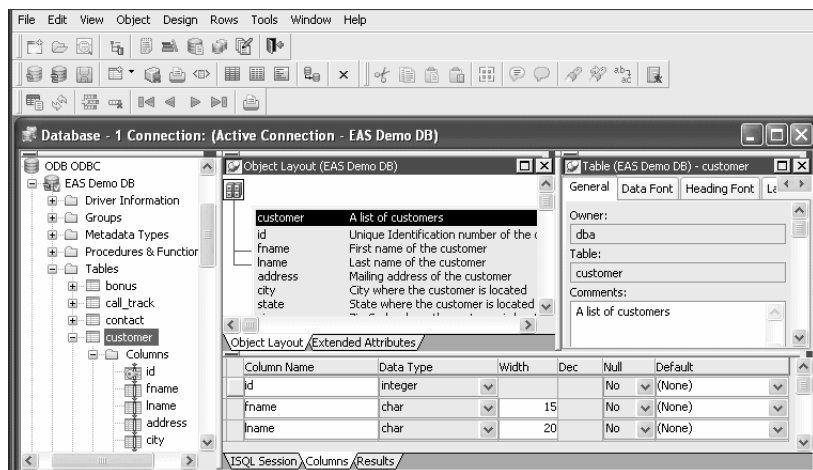 File Edit View Object Design Rows Tools Window Help
Database - 1 Connection: (Active Connection - EAS Demo DB)
ODB ODBC
EAS Demo DB
Driver Information
Groups
Metadata Types
Procedures & Function
Tables
bonus
call_track
contact
customer
Columns
id
fname
lname
address
city
Object Layout (EAS Demo DB)
customer A list of customers
id Unique Identification number of the c
fname First name of the customer
lname Last name of the customer
address Mailing address of the customer
city City where the customer is located
state State where the customer is located
Object Layout Extended Attributes
Table (EAS Demo DB) - customer
General Data Font Heading Font La
Owner:
dba
Table:
customer
Comments:
A list of customers
Column Name Data Type Width Dec Null Default
id integer No (None)
fname char 15 No (None)
lname char 20 No (None)
ISQL Session Columns Results